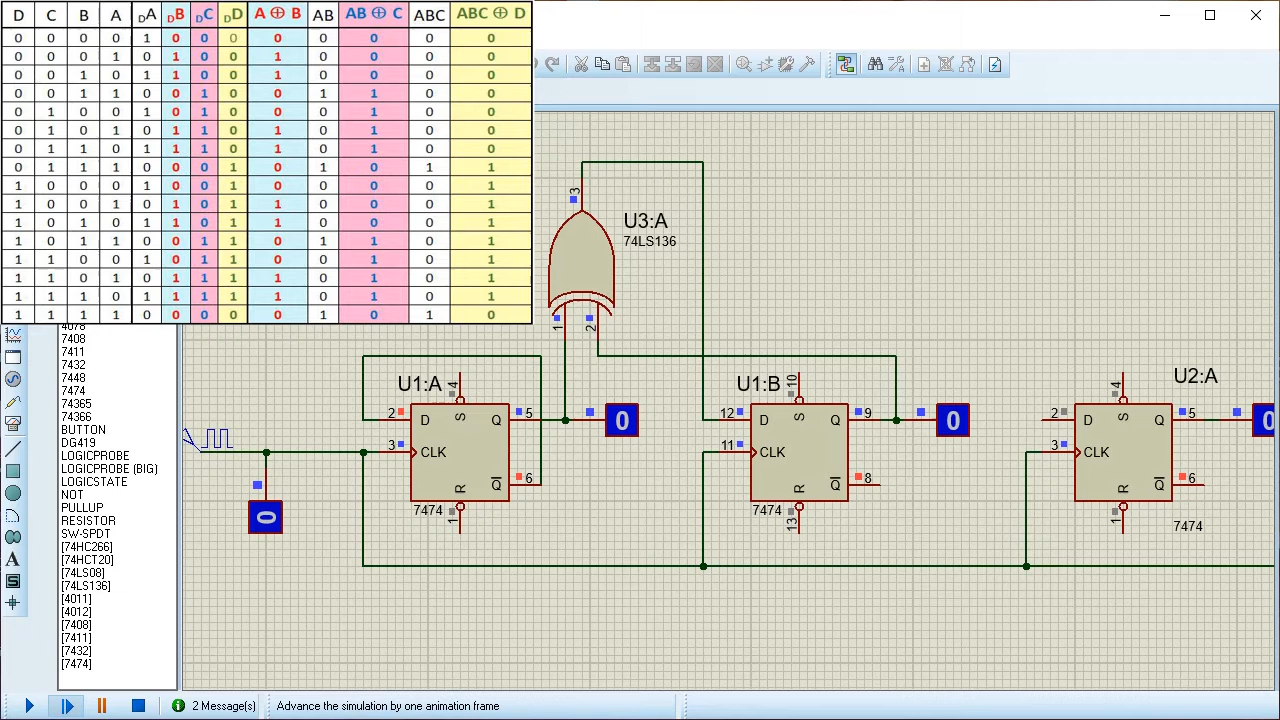 D C B A DA DB DC DD A ⊕ B AB AB ⊕ C ABC ABC ⊕ D
0 0 0 0 1 0 0 0 0 0 0 0 0
0 0 0 1 0 1 0 0 1 0 0 0 0
0 0 1 0 1 1 0 0 1 0 0 0 0
0 0 1 1 0 0 1 0 0 1 1 0 0
0 1 0 0 1 0 1 0 0 0 1 0 0
0 1 0 1 0 1 1 0 1 0 1 0 0
0 1 1 0 1 1 1 0 1 0 1 0 0
0 1 1 1 0 0 0 1 0 1 0 1 1
1 0 0 0 1 0 0 1 0 0 0 0 1
1 0 0 1 0 1 0 1 1 0 0 0 1
1 0 1 0 1 1 0 1 1 0 0 0 1
1 0 1 1 0 0 1 1 0 1 1 0 1
1 1 0 0 1 0 1 1 0 0 1 0 1
1 1 0 1 0 1 1 1 1 0 1 0 1
1 1 1 0 1 1 1 1 1 0 1 0 1
1 1 1 1 0 0 0 0 0 1 0 1 0
4078
7408
7411
7432
7448
7474
74365
74366
BUTTON
DG419
LOGICPROBE
LOGICPROBE (BIG)
LOGICSTATE
NOT
PULLUP
RESISTOR
SW-SPDT
[74HC266]
[74HCT20]
[74LS08]
[74LS136]
[4011]
[4012]
[7408]
[7411]
[7432]
[7474]
A
S
3
U3:A
74LS136
1 2
0
U1:A
4
2 D S Q 5
0
3 CLK
R Q 6
7474
1
U1:B
10
12 D S Q 9
0
11 CLK
R Q 8
7474
13
U2:A
4
2 D S Q 5
0
3 CLK
R Q 6
1
7474
2 Message(s) Advance the simulation by one animation frame